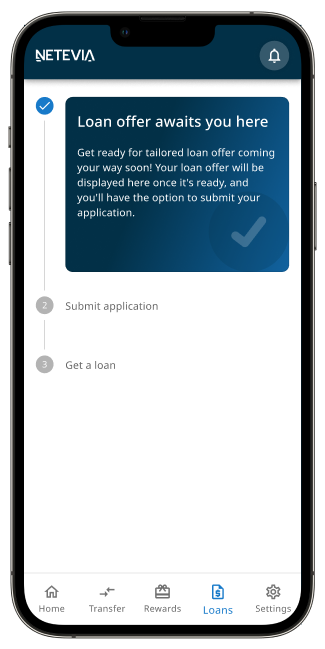 NETEVIA
Loan offer awaits you here
Get ready for tailored loan offer coming
your way soon! Your loan offer will be
displayed here once it's ready, and
you'll have the option to submit your
application.
2 Submit application
3 Get a loan
Home Transfer Rewards Loans Settings